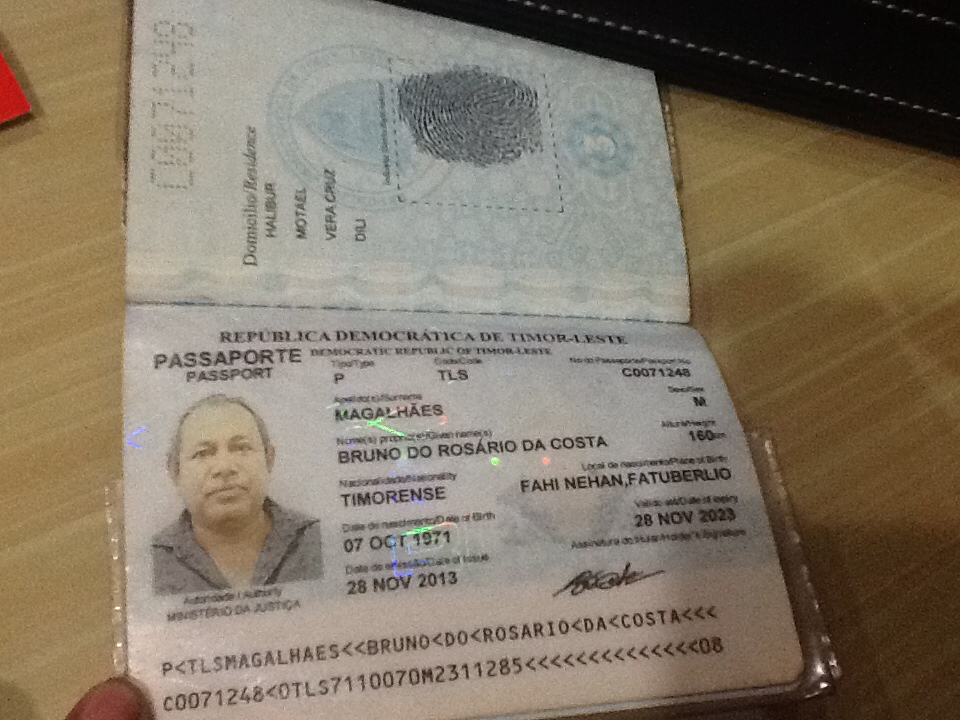 C0071248
Domicílio/Residence
HALIBUR
MOTAEL
VERA CRUZ
DILI
REPÚBLICA DEMOCRÁTICA DE TIMOR-LESTE
DEMOCRATIC REPUBLIC OF TIMOR-LESTE
PASSAPORTE
PASSPORT
Tipo/Type
P
Code/Code
TLS
No do Passaporte/Passport No
C0071248
Apelido(s)/Surname
MAGALHÃES
Sexo/Sex
M
Nome(s) próprio/Given name(s)
BRUNO DO ROSÁRIO DA COSTA
Altura/Height
160cm
Nacionalidade/Nationality
TIMORENSE
Local de nascimento/Place of Birth
FAHI NEHAN,FATUBERLIO
Date de nascimento/Date of Birth
07 OCT 1971
Válido até/Date of expiry
28 NOV 2023
Date de emissão/Date of Issue
28 NOV 2013
Assinatura do titular/Holder's signature
Autoridade / Authority
MINISTÉRIO DA JUSTIÇA
P<TLSMAGALHAES<<BRUNO<DO<ROSARIO<DA<COSTA<<<
C0071248<0TLS7110070M2311285<<<<<<<<<<<<<<08